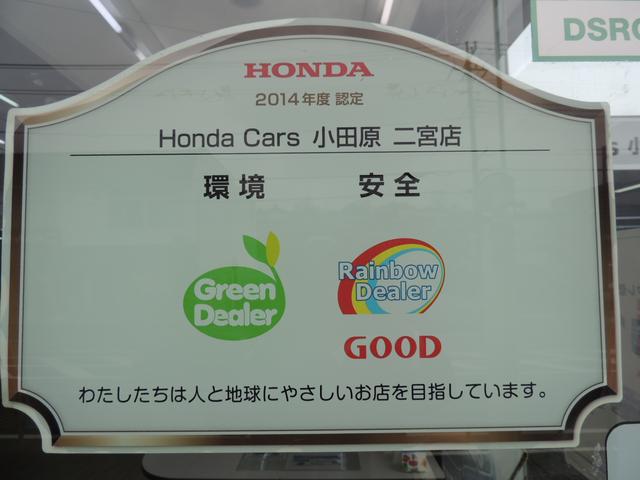 DSRC
HONDA
2014年度 認定
Honda Cars 小田原 二宮店
環境 安全
Green
Dealer
Rainbow
Dealer
GOOD
わたしたちは人と地球にやさしいお店を目指しています。
s 小